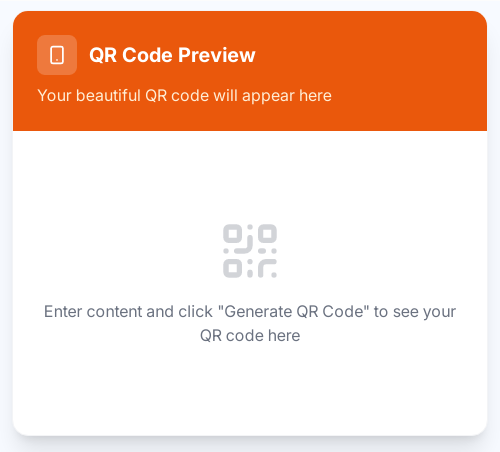 QR Code Preview
Your beautiful QR code will appear here
Enter content and click "Generate QR Code" to see your
QR code here